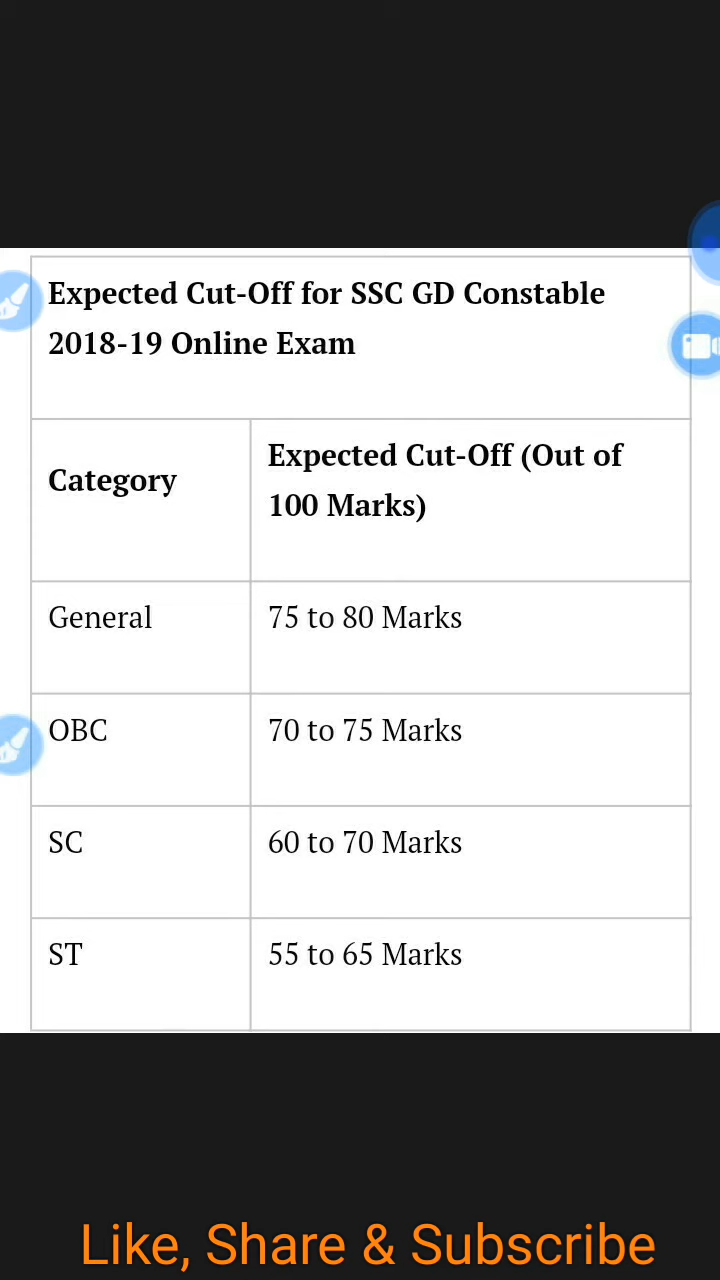 Expected Cut-Off for SSC GD Constable
2018-19 Online Exam
Category
Expected Cut-Off (Out of
100 Marks)
General 75 to 80 Marks
OBC 70 to 75 Marks
SC 60 to 70 Marks
ST 55 to 65 Marks
Like, Share & Subscribe